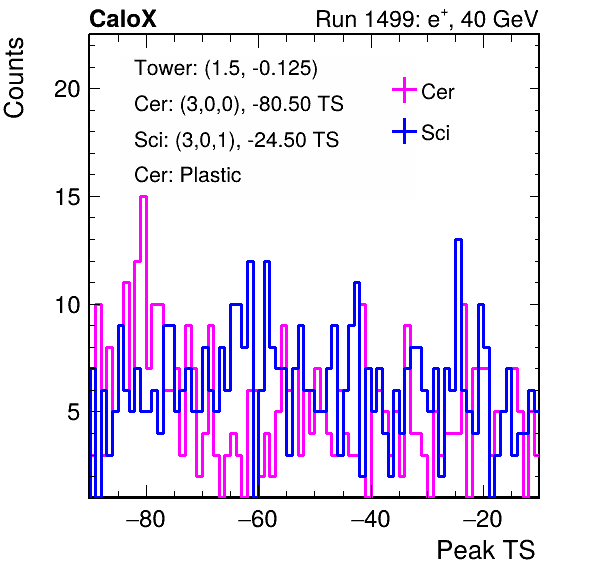 CaloX Run 1499: e+, 40 GeV
Counts
Tower: (1.5, -0.125)
Cer: (3,0,0), -80.50 TS
Sci: (3,0,1), -24.50 TS
Cer: Plastic
Cer
Sci
20
15
10
5
−80 −60 −40 −20
Peak TS